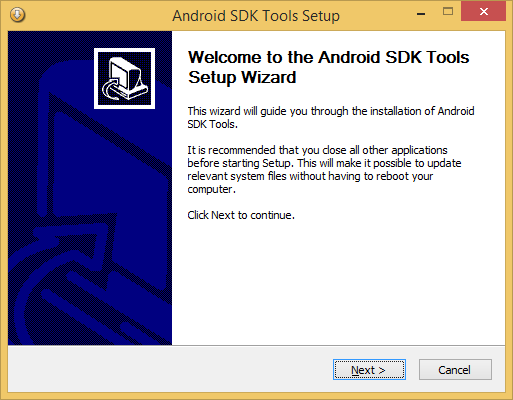 Android SDK Tools Setup
Welcome to the Android SDK Tools
Setup Wizard
This wizard will guide you through the installation of Android
SDK Tools.
It is recommended that you close all other applications
before starting Setup. This will make it possible to update
relevant system files without having to reboot your
computer.
Click Next to continue.
Next >
Cancel